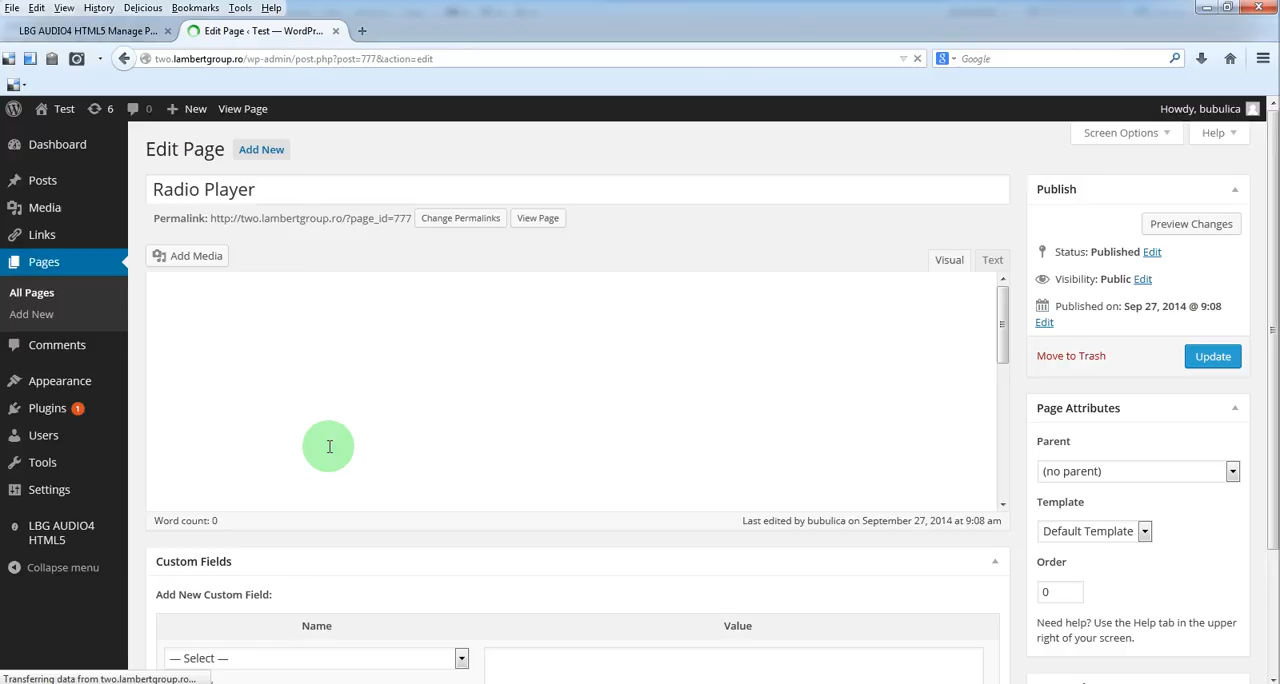 File Edit View History Delicious Bookmarks Tools Help
LBG AUDIO4 HTML5 Manage P... × Edit Page ‹ Test — WordPr... × +
two.lambertgroup.ro/wp-admin/post.php?post=777&action=edit Google
Test 6 0 + New View Page Howdy, bubulica
Screen Options Help
Edit Page Add New
Dashboard
Posts
Media
Links
Pages
All Pages
Add New
Comments
Appearance
Plugins 1
Users
Tools
Settings
LBG AUDIO4
HTML5
Collapse menu
Radio Player
Permalink: http://two.lambertgroup.ro/?page_id=777 Change Permalinks View Page
Add Media
Visual Text
Word count: 0 Last edited by bubulica on September 27, 2014 at 9:08 am
Custom Fields
Add New Custom Field:
Name Value
— Select —
Publish
Preview Changes
Status: Published Edit
Visibility: Public Edit
Published on: Sep 27, 2014 @ 9:08
Edit
Move to Trash Update
Page Attributes
Parent
(no parent)
Template
Default Template
Order
0
Need help? Use the Help tab in the upper
right of your screen.
Transferring data from two.lambertgroup.ro...